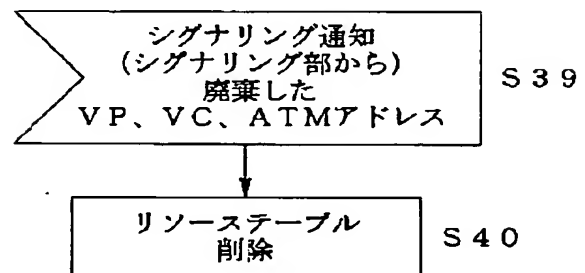 シグナリング通知
(シグナリング部から)
廃棄した
VP、VC、ATMアドレス
S39
リソーステーブル
削除
S40